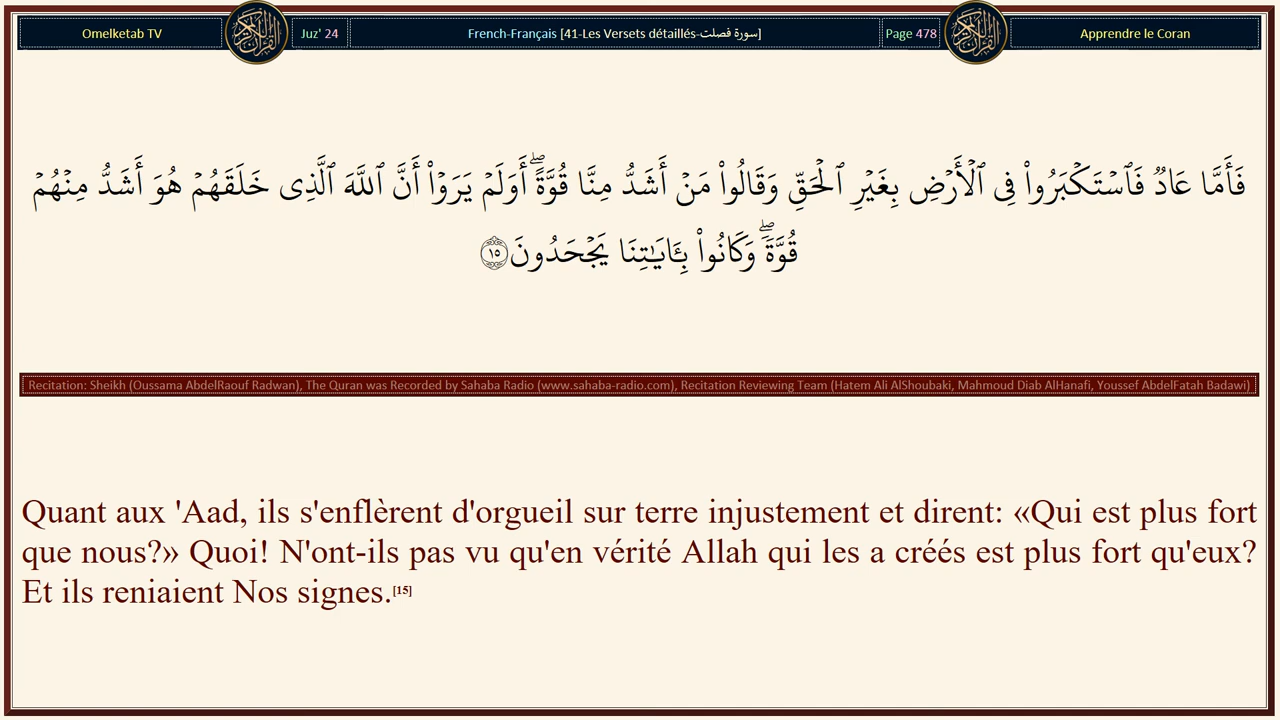 Omelketab TV
Juz' 24
French-Français [41-Les Versets détaillés-سورة فصلت]
Page 478
Apprendre le Coran
فَأَمَّا عَادٌ فَٱسۡتَكۡبَرُواْ فِى ٱلۡأَرۡضِ بِغَيۡرِ ٱلۡحَقِّ وَقَالُواْ مَنۡ أَشَدُّ مِنَّا قُوَّةًۖ أَوَلَمۡ يَرَوۡاْ أَنَّ ٱللَّهَ ٱلَّذِى خَلَقَهُمۡ هُوَ أَشَدُّ مِنۡهُمۡ
قُوَّةٗۖ وَكَانُواْ بِـَٔايَٰتِنَا يَجۡحَدُونَ ١٥
Recitation: Sheikh (Oussama AbdelRaouf Radwan), The Quran was Recorded by Sahaba Radio (www.sahaba-radio.com), Recitation Reviewing Team (Hatem Ali AlShoubaki, Mahmoud Diab AlHanafi, Youssef AbdelFatah Badawi)
Quant aux 'Aad, ils s'enflèrent d'orgueil sur terre injustement et dirent: «Qui est plus fort
que nous?» Quoi! N'ont-ils pas vu qu'en vérité Allah qui les a créés est plus fort qu'eux?
Et ils reniaient Nos signes.[15]